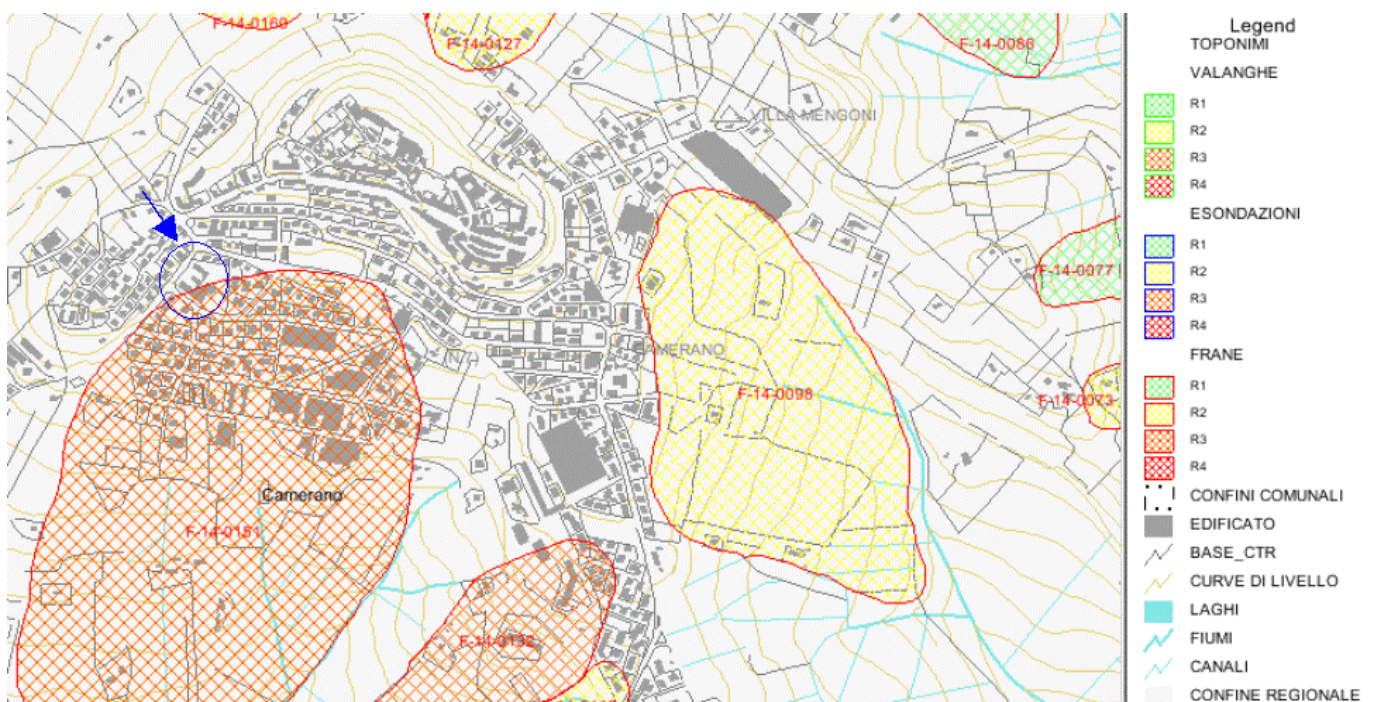 F-14-0169
F-14-0127
F-14-0086
VILLA MENGONI
F-14-0077
CAMERANO
F-14-0098
F-14-0073
Camerano
F-14-0151
F-14-0132
Legend
TOPONIMI
VALANGHE
R1
R2
R3
R4
ESONDAZIONI
R1
R2
R3
R4
FRANE
R1
R2
R3
R4
CONFINI COMUNALI
EDIFICATO
BASE_CTR
CURVE DI LIVELLO
LAGHI
FIUMI
CANALI
CONFINE REGIONALE